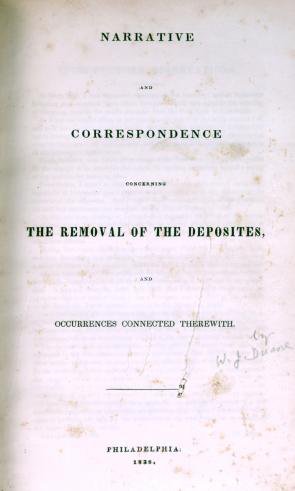 NARRATIVE
AND
CORRESPONDENCE
CONCERNING
THE REMOVAL OF THE DEPOSITES,
AND
OCCURRENCES CONNECTED THEREWITH.
by
W. J. Duane
PHILADELPHIA:
1838.